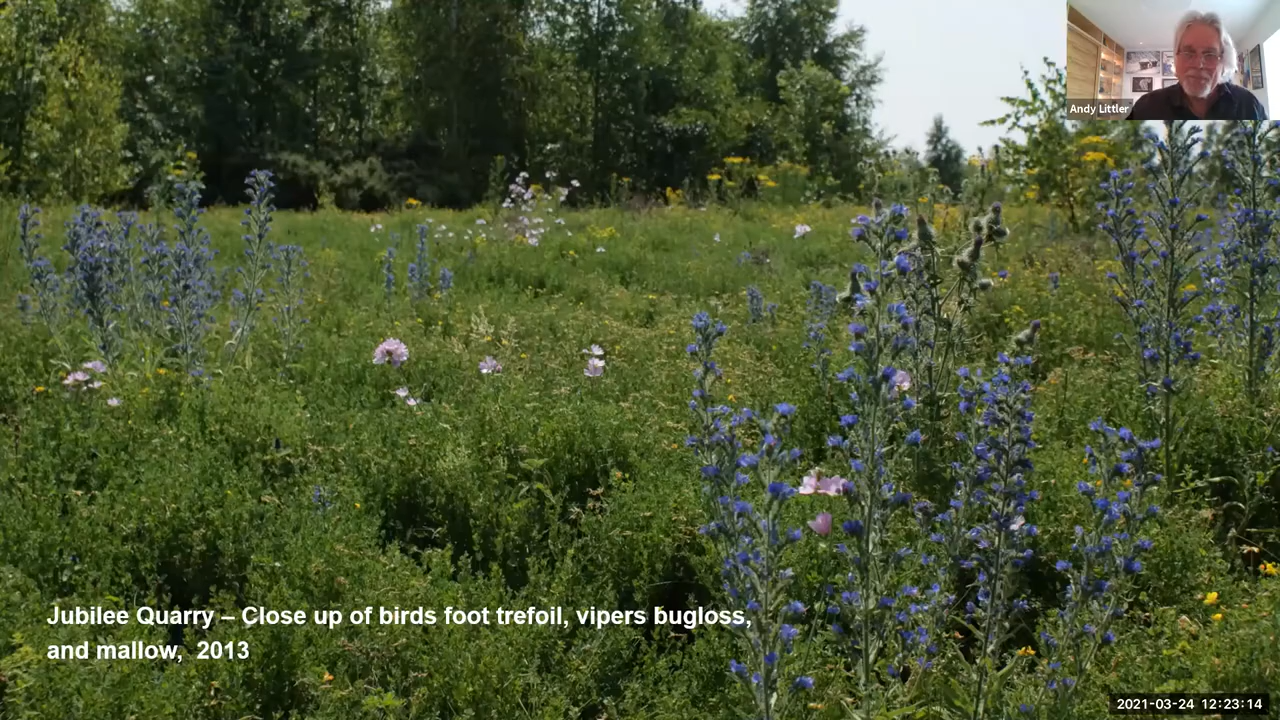 Andy Littler
Jubilee Quarry – Close up of birds foot trefoil, vipers bugloss,
and mallow,  2013
2021-03-24 12:23:14